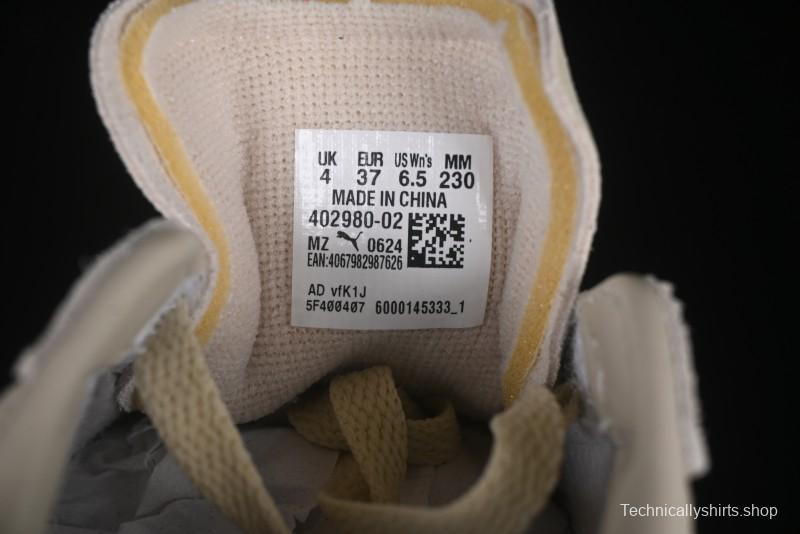 UK EUR US Wn's MM
4 37 6.5 230
MADE IN CHINA
402980-02
MZ 0624
EAN:4067982987626
AD vfK1J
5F400407 6000145333_1
Technicallyshirts.shop